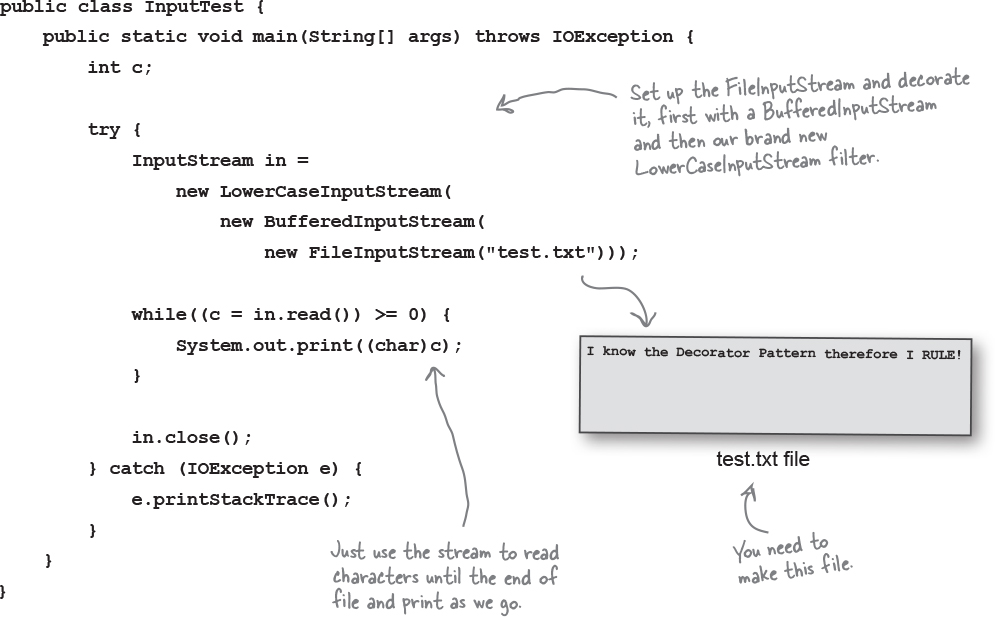 public class InputTest {
public static void main(String[] args) throws IOException {
int c;
Set up the FileInputStream and decorate
it, first with a BufferedInputStream
and then our brand new
LowerCaseInputStream filter.
try {
InputStream in =
new LowerCaseInputStream(
new BufferedInputStream(
new FileInputStream("test.txt")));
while((c = in.read()) >= 0) {
System.out.print((char)c);
}
I know the Decorator Pattern therefore I RULE!
test.txt file
You need to
make this file.
in.close();
} catch (IOException e) {
e.printStackTrace();
}
}
}
Just use the stream to read
characters until the end of
file and print as we go.